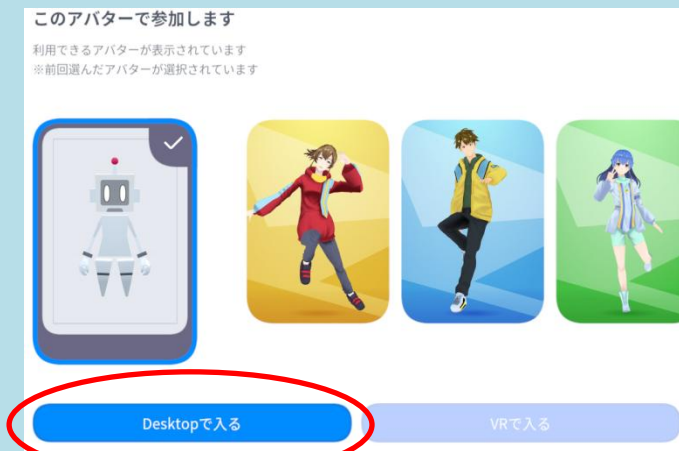 このアバターで参加します
利用できるアバターが表示されています
※前回選んだアバターが選択されています
Desktopで入る
VRで入る